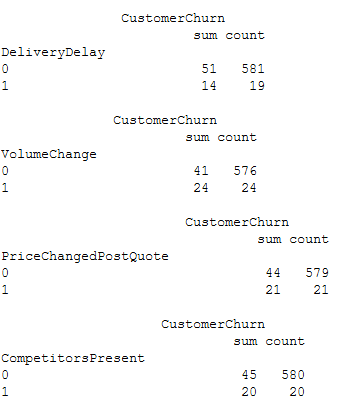 CustomerChurn
sum count
DeliveryDelay
0 51 581
1 14 19
CustomerChurn
sum count
VolumeChange
0 41 576
1 24 24
CustomerChurn
sum count
PriceChangedPostQuote
0 44 579
1 21 21
CustomerChurn
sum count
CompetitorsPresent
0 45 580
1 20 20